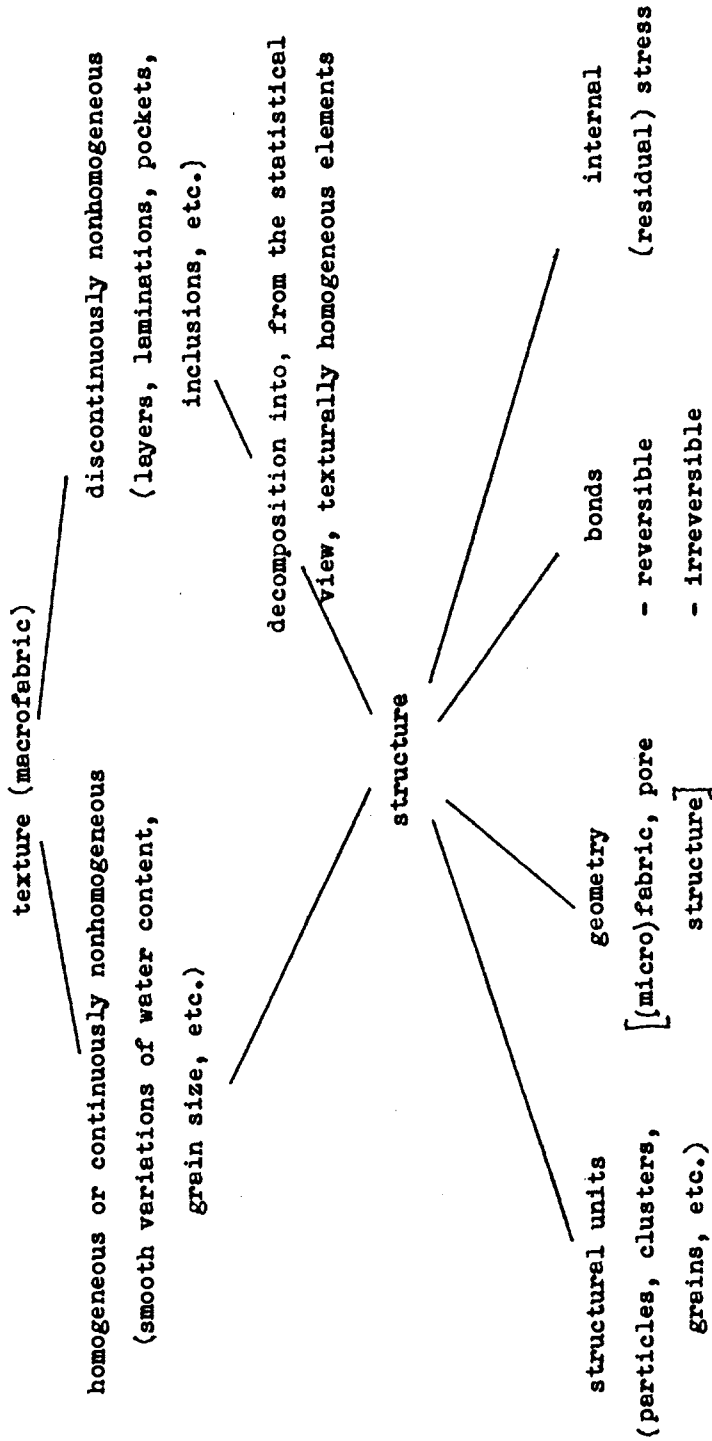 texture (macrofabric)
homogeneous or continuously nonhomogeneous
(smooth variations of water content,
grain size, etc.)
discontinuously nonhomogeneous
(layers, laminations, pockets,
inclusions, etc.)
decomposition into, from the statistical
view, texturally homogeneous elements
structure
structural units
(particles, clusters,
grains, etc.)
geometry
[(micro)fabric, pore
structure]
bonds
- reversible
- irreversible
internal
(residual) stress